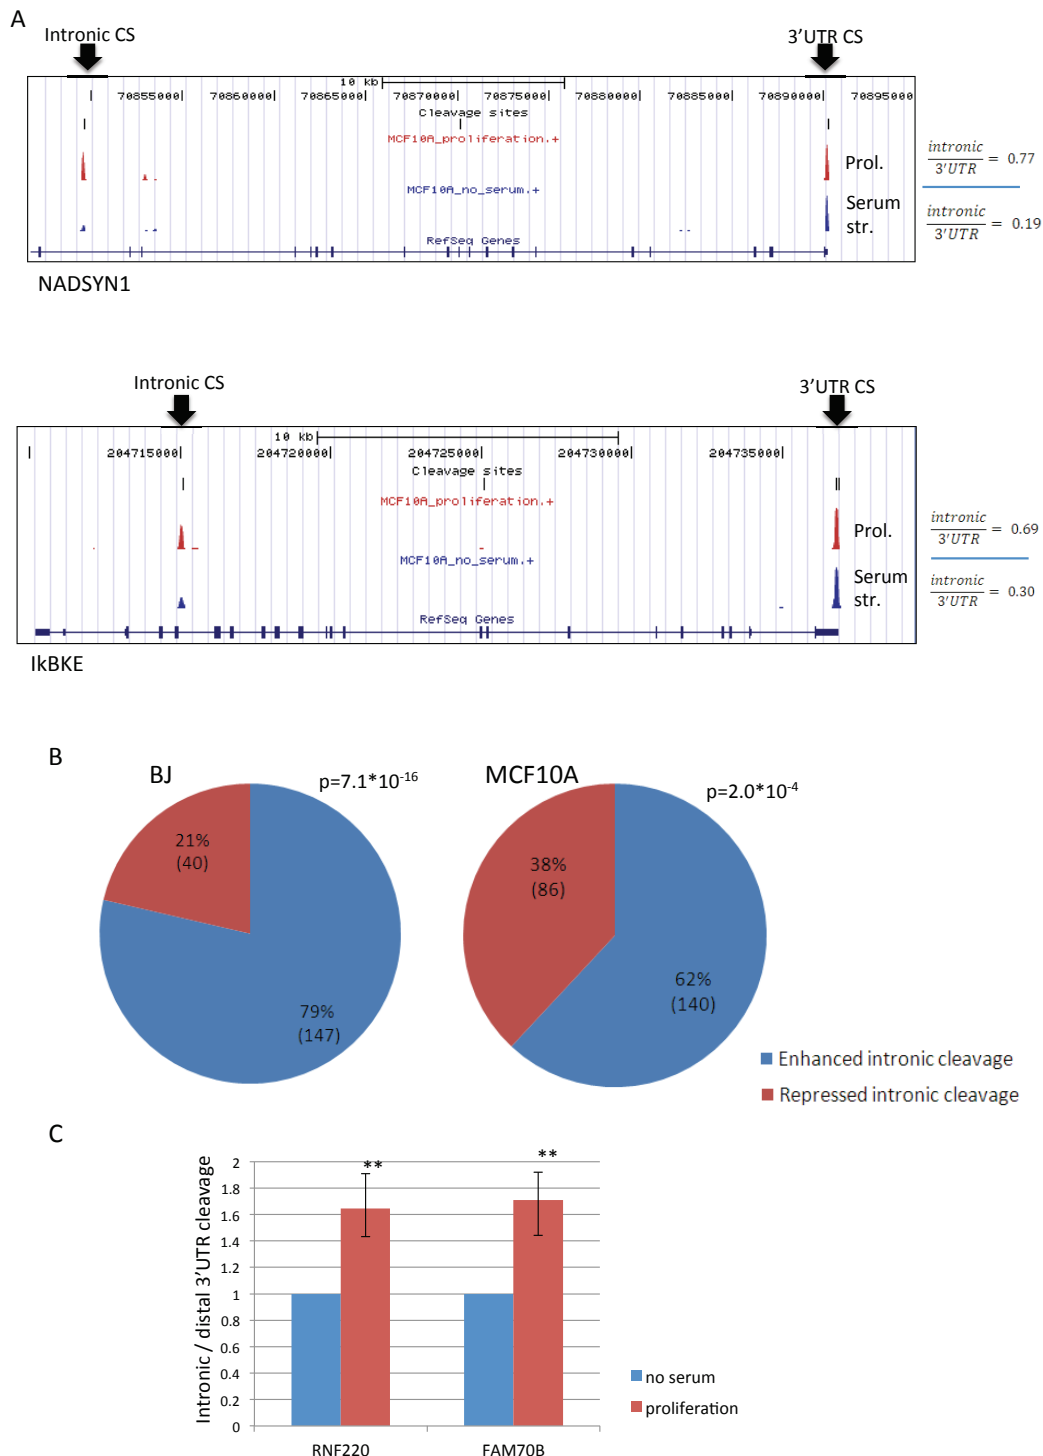 A
Intronic CS
3'UTR CS
10 kb
70855000
70860000
70865000
70870000
70875000
70880000
70885000
70890000
70895000
Cleavage sites
MCF10A_proliferation.+
Prol.
intronic/3'UTR = 0.77
MCF10A_no_serum.+
Serum str.
intronic/3'UTR = 0.19
RefSeq Genes
NADSYN1
Intronic CS
3'UTR CS
10 kb
204715000
204720000
204725000
204730000
204735000
Cleavage sites
MCF10A_proliferation.+
Prol.
intronic/3'UTR = 0.69
MCF10A_no_serum.+
Serum str.
intronic/3'UTR = 0.30
RefSeq Genes
IkBKE
B
BJ
p=7.1*10-16
MCF10A
p=2.0*10-4
21%
(40)
79%
(147)
38%
(86)
62%
(140)
Enhanced intronic cleavage
Repressed intronic cleavage
C
Intronic / distal 3'UTR cleavage
2
1.8
1.6
1.4
1.2
1
0.8
0.6
0.4
0.2
0
**
**
no serum
proliferation
RNF220
FAM70B